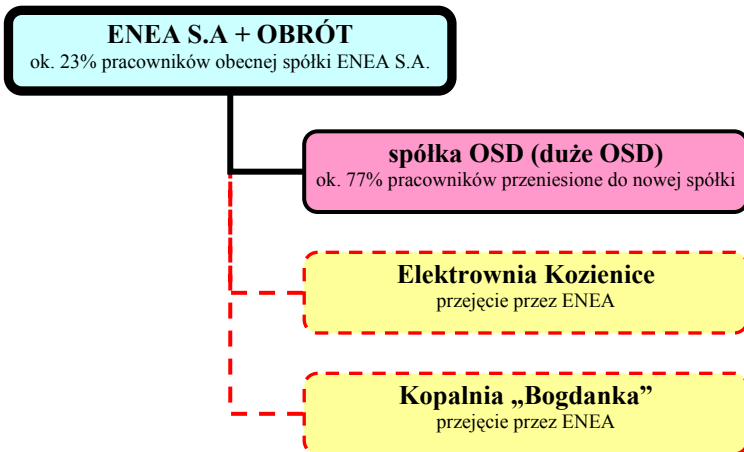 ENEA S.A + OBRÓT
ok. 23% pracowników obecnej spółki ENEA S.A.
spółka OSD (duże OSD)
ok. 77% pracowników przeniesione do nowej spółki
Elektrownia Kozienice
przejęcie przez ENEA
Kopalnia „Bogdanka”
przejęcie przez ENEA